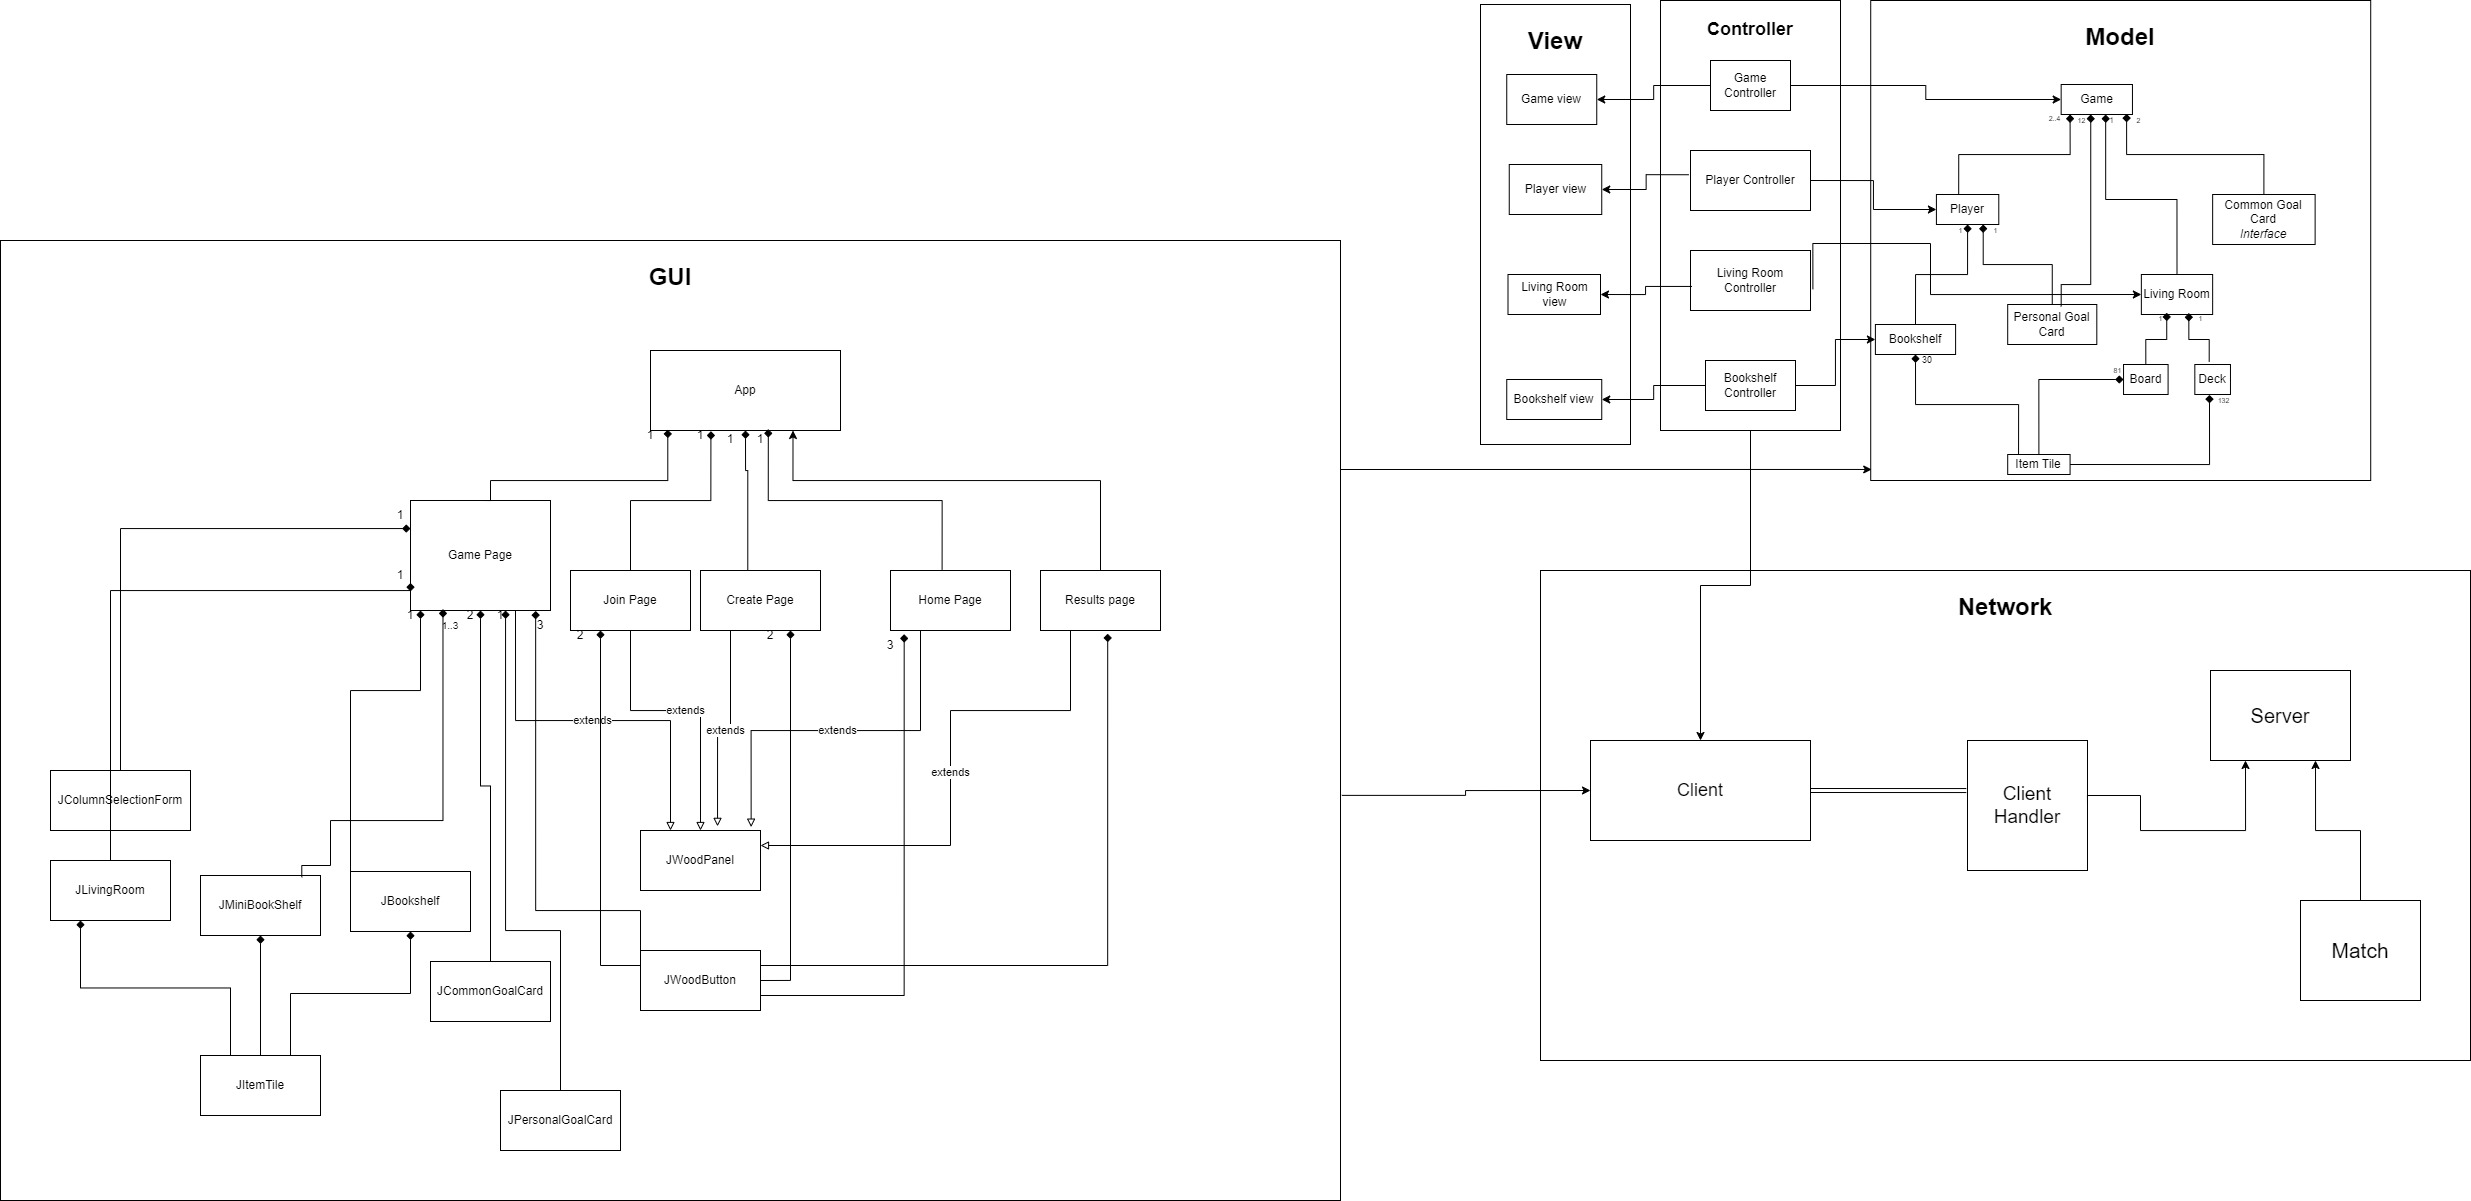 View
Game view
Player view
Living Room
view
Bookshelf view
Controller
Game
Controller
Player Controller
Living Room
Controller
Bookshelf
Controller
Model
Game
2..4
12
1
2
Player
1
1
Common Goal
Card
Interface
Living Room
1
1
Personal Goal
Card
Bookshelf
30
81
Board
Deck
132
Item Tile
GUI
App
1
1
1
1
Game Page
1
1
1
1..3
2
1
3
Join Page
2
Create Page
2
Home Page
3
Results page
extends
extends
extends
extends
extends
JColumnSelectionForm
JLivingRoom
JMiniBookShelf
JBookshelf
JWoodPanel
JWoodButton
JCommonGoalCard
JItemTile
JPersonalGoalCard
Network
Client
Client
Handler
Server
Match